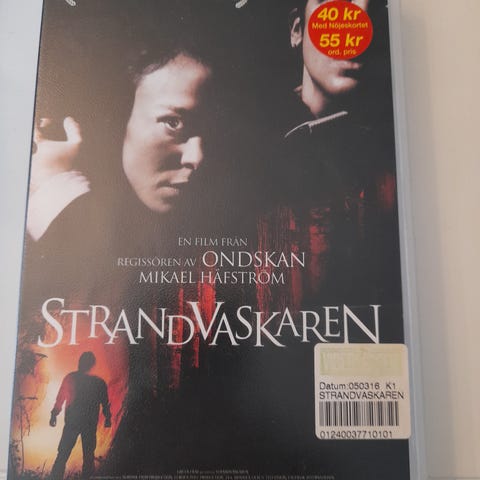 40 kr
Med Nöjeskortet
55 kr
ord. pris
EN FILM FRÅN
REGISSÖREN AV ONDSKAN
MIKAEL HÅFSTRÖM
STRANDVASKAREN
Datum:050316 K1
STRANDVASKAREN
01240037710101